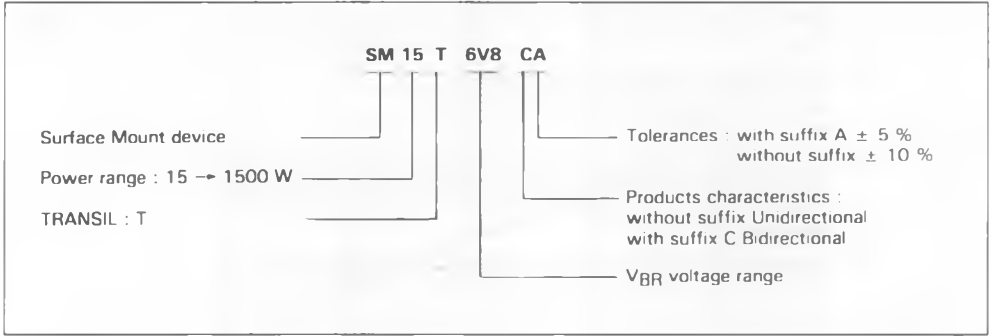 SM 15 T 6V8 CA
Surface Mount device
Power range : 15 → 1500 W
TRANSIL : T
Tolerances : with suffix A ± 5 %
without suffix ± 10 %
Products characteristics :
without suffix Unidirectional
with suffix C Bidirectional
VBR voltage range